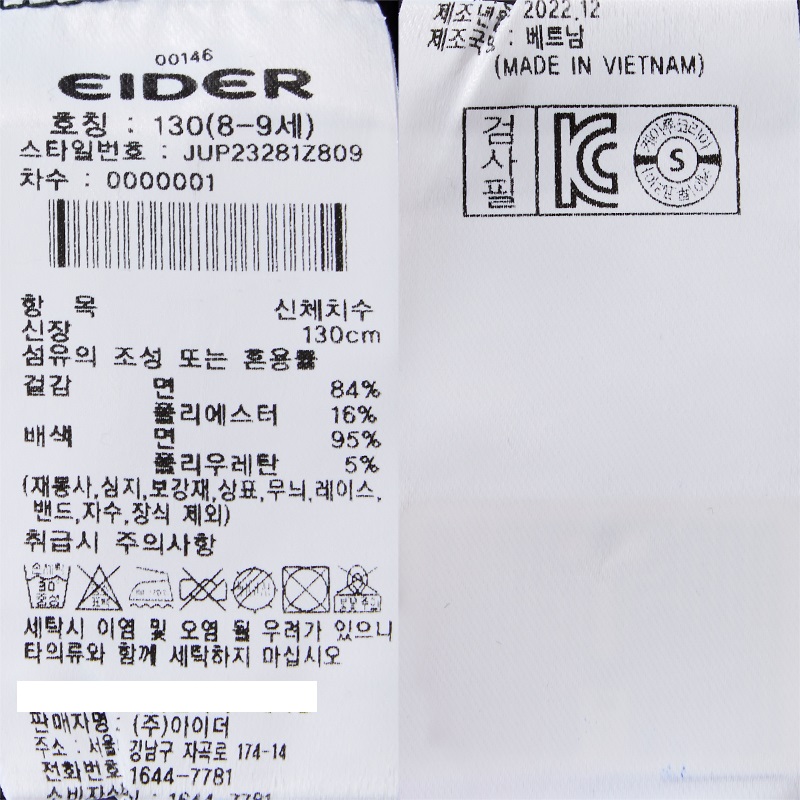 00146
EIDER
호칭 : 130(8-9세)
스타일번호 : JUP23281Z809
차수 : 0000001
항 목 신체치수
신장 130cm
섬유의 조성 또는 혼용률
겉감 면 84%
폴리에스터 16%
배색 면 95%
폴리우레탄 5%
(재봉사,심지,보강재,상표,무늬,레이스,
밴드,자수,장식 제외)
취급시 주의사항
30
중성
세탁시 이염 및 오염 될 우려가 있으니
타의류와 함께 세탁하지 마십시오
판매자명: (주)아이더
주소 : 서울 강남구 자곡로 174-14
전화번호 1644-7781
1644-7781
2022.12
: 베트남
(MADE IN VIETNAM)
검사필
KC
S